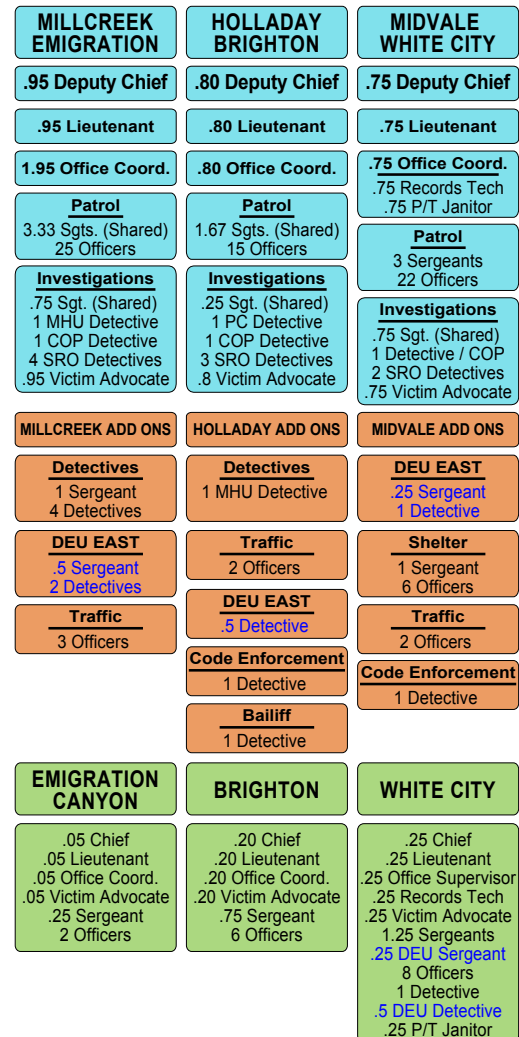 MILLCREEK
EMIGRATION
.95 Deputy Chief
.95 Lieutenant
1.95 Office Coord.
Patrol
3.33 Sgts. (Shared)
25 Officers
Investigations
.75 Sgt. (Shared)
1 MHU Detective
1 COP Detective
4 SRO Detectives
.95 Victim Advocate
MILLCREEK ADD ONS
Detectives
1 Sergeant
4 Detectives
DEU EAST
.5 Sergeant
2 Detectives
Traffic
3 Officers
EMIGRATION
CANYON
.05 Chief
.05 Lieutenant
.05 Office Coord.
.05 Victim Advocate
.25 Sergeant
2 Officers
HOLLADAY
BRIGHTON
.80 Deputy Chief
.80 Lieutenant
.80 Office Coord.
Patrol
1.67 Sgts. (Shared)
15 Officers
Investigations
.25 Sgt. (Shared)
1 PC Detective
1 COP Detective
3 SRO Detectives
.8 Victim Advocate
HOLLADAY ADD ONS
Detectives
1 MHU Detective
Traffic
2 Officers
DEU EAST
.5 Detective
Code Enforcement
1 Detective
Bailiff
1 Detective
BRIGHTON
.20 Chief
.20 Lieutenant
.20 Office Coord.
.20 Victim Advocate
.75 Sergeant
6 Officers
MIDVALE
WHITE CITY
.75 Deputy Chief
.75 Lieutenant
.75 Office Coord.
.75 Records Tech
.75 P/T Janitor
Patrol
3 Sergeants
22 Officers
Investigations
.75 Sgt. (Shared)
1 Detective / COP
2 SRO Detectives
.75 Victim Advocate
MIDVALE ADD ONS
DEU EAST
.25 Sergeant
1 Detective
Shelter
1 Sergeant
6 Officers
Traffic
2 Officers
Code Enforcement
1 Detective
WHITE CITY
.25 Chief
.25 Lieutenant
.25 Office Supervisor
.25 Records Tech
.25 Victim Advocate
1.25 Sergeants
.25 DEU Sergeant
8 Officers
1 Detective
.5 DEU Detective
.25 P/T Janitor